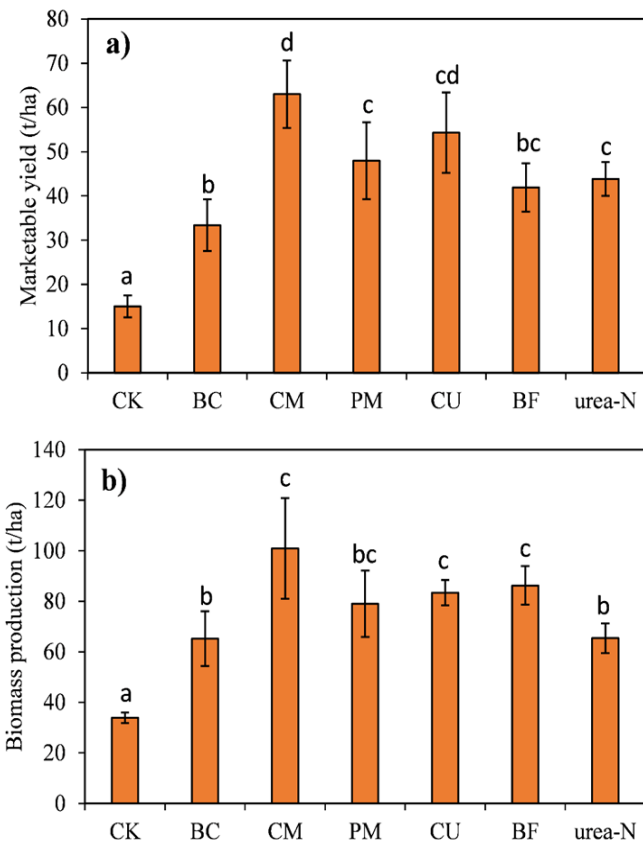 a)
Marketable yield (t/ha)
80
70
60
50
40
30
20
10
0
a
b
d
c
cd
bc
c
CK BC CM PM CU BF urea-N
b)
Biomass production (t/ha)
140
120
100
80
60
40
20
0
a
b
c
bc
c
c
b
CK BC CM PM CU BF urea-N